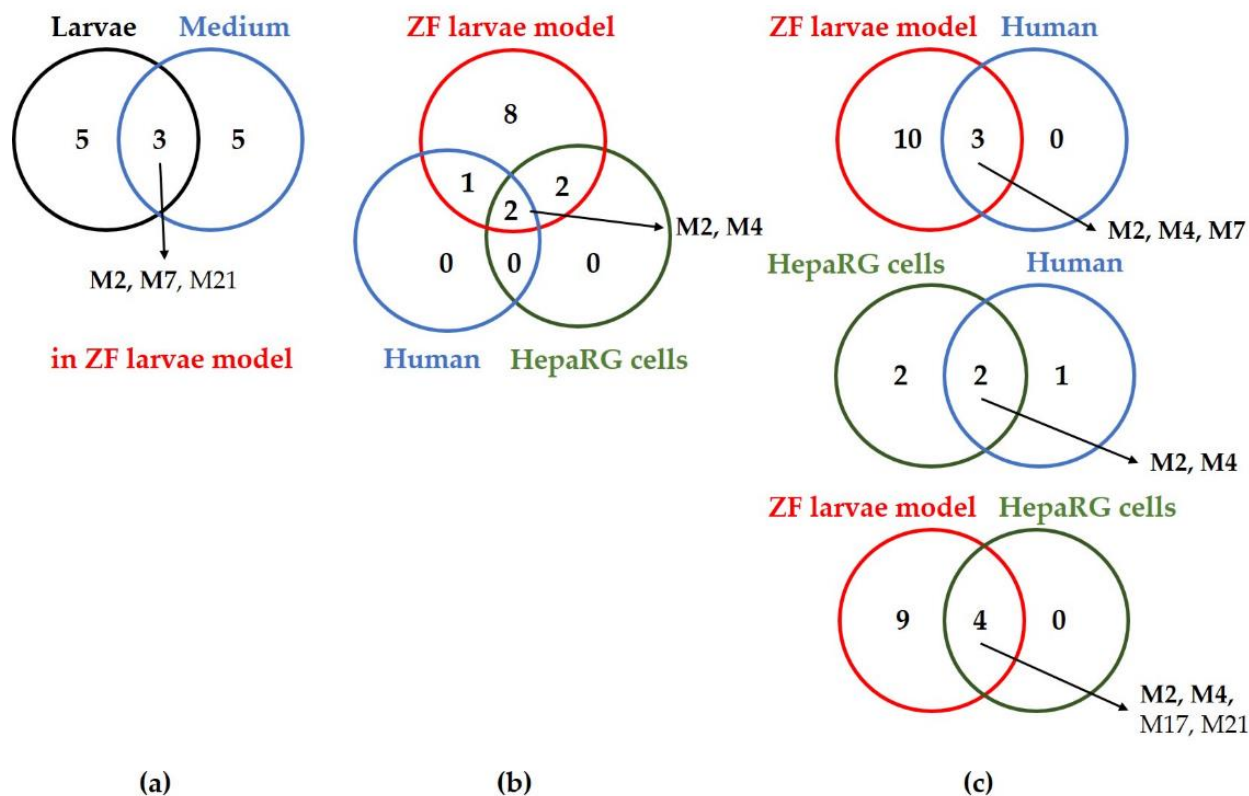 Larvae Medium
5 3 5
M2, M7, M21
in ZF larvae model
(a)
ZF larvae model
8
1 2
2
M2, M4
0 0 0
Human HepaRG cells
(b)
ZF larvae model Human
10 3 0
M2, M4, M7
HepaRG cells Human
2 2 1
M2, M4
ZF larvae model HepaRG cells
9 4 0
M2, M4,
M17, M21
(c)